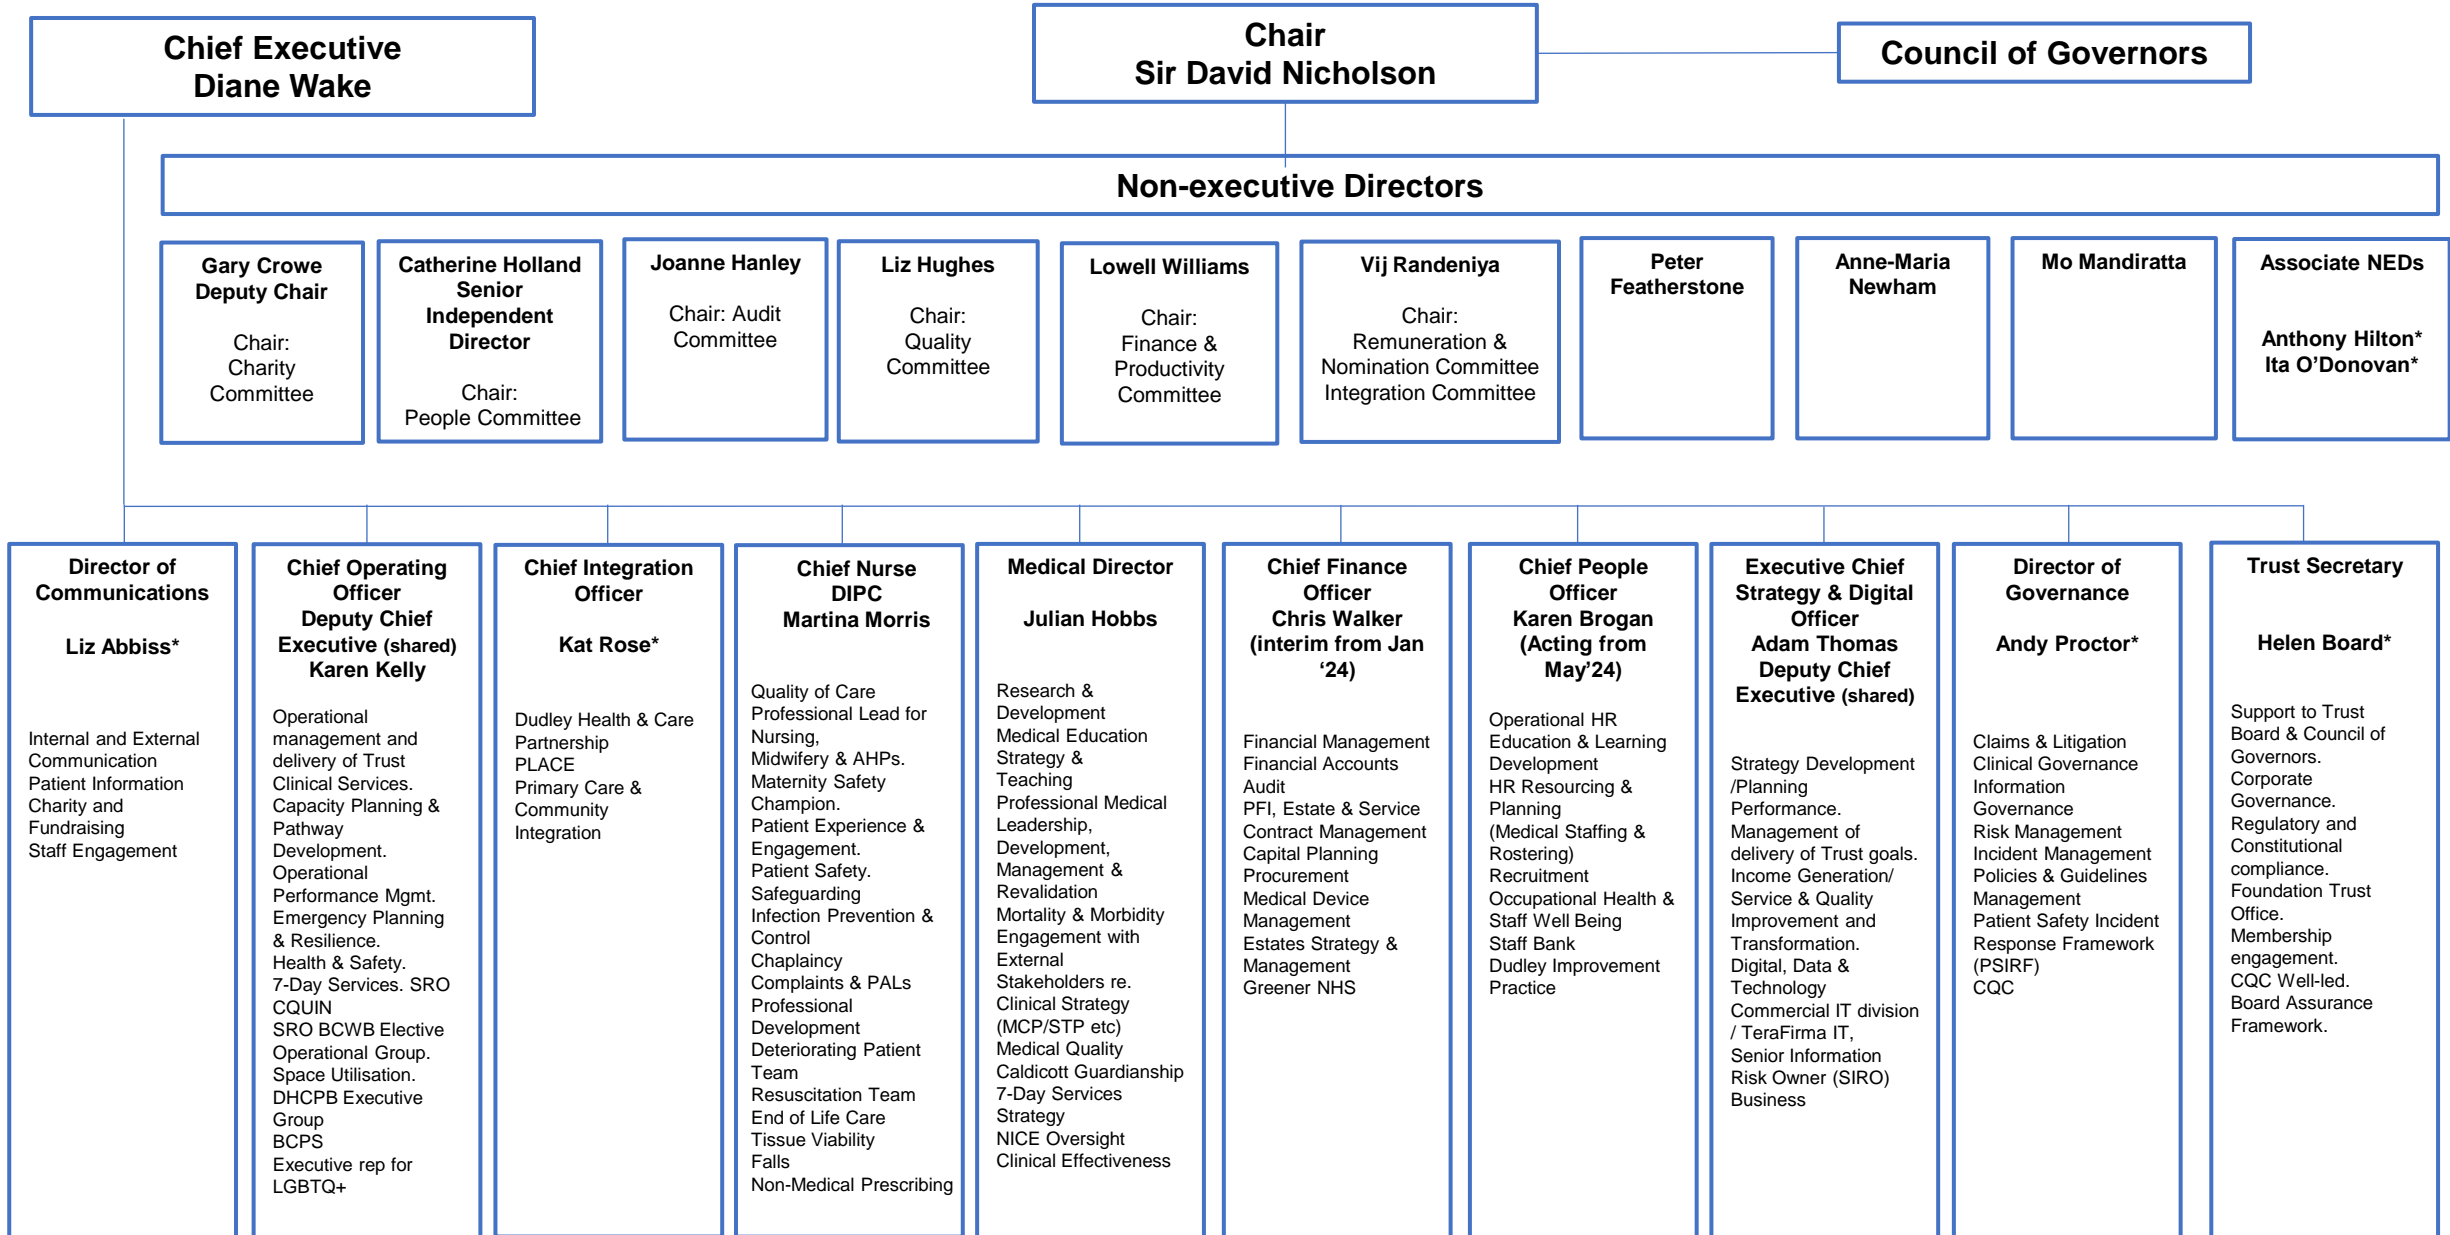 Chief Executive
Diane Wake
Chair
Sir David Nicholson
Council of Governors
Non-executive Directors
Gary Crowe
Deputy Chair
Chair:
Charity
Committee
Catherine Holland
Senior
Independent
Director
Chair:
People Committee
Joanne Hanley
Chair: Audit
Committee
Liz Hughes
Chair:
Quality
Committee
Lowell Williams
Chair:
Finance &
Productivity
Committee
Vij Randeniya
Chair:
Remuneration &
Nomination Committee
Integration Committee
Peter
Featherstone
Anne-Maria
Newham
Mo Mandiratta
Associate NEDs
Anthony Hilton*
Ita O’Donovan*
Director of
Communications
Liz Abbiss*
Internal and External
Communication
Patient Information
Charity and
Fundraising
Staff Engagement
Chief Operating
Officer
Deputy Chief
Executive (shared)
Karen Kelly
Operational
management and
delivery of Trust
Clinical Services.
Capacity Planning &
Pathway
Development.
Operational
Performance Mgmt.
Emergency Planning
& Resilience.
Health & Safety.
7-Day Services. SRO
CQUIN
SRO BCWB Elective
Operational Group.
Space Utilisation.
DHCPB Executive
Group
BCPS
Executive rep for
LGBTQ+
Chief Integration
Officer
Kat Rose*
Dudley Health & Care
Partnership
PLACE
Primary Care &
Community
Integration
Chief Nurse
DIPC
Martina Morris
Quality of Care
Professional Lead for
Nursing,
Midwifery & AHPs.
Maternity Safety
Champion.
Patient Experience &
Engagement.
Patient Safety.
Safeguarding
Infection Prevention &
Control
Chaplaincy
Complaints & PALs
Professional
Development
Deteriorating Patient
Team
Resuscitation Team
End of Life Care
Tissue Viability
Falls
Non-Medical Prescribing
Medical Director
Julian Hobbs
Research &
Development
Medical Education
Strategy &
Teaching
Professional Medical
Leadership,
Development,
Management &
Revalidation
Mortality & Morbidity
Engagement with
External
Stakeholders re.
Clinical Strategy
(MCP/STP etc)
Medical Quality
Caldicott Guardianship
7-Day Services
Strategy
NICE Oversight
Clinical Effectiveness
Chief Finance
Officer
Chris Walker
(interim from Jan
‘24)
Financial Management
Financial Accounts
Audit
PFI, Estate & Service
Contract Management
Capital Planning
Procurement
Medical Device
Management
Estates Strategy &
Management
Greener NHS
Chief People
Officer
Karen Brogan
(Acting from
May’24)
Operational HR
Education & Learning
Development
HR Resourcing &
Planning
(Medical Staffing &
Rostering)
Recruitment
Occupational Health &
Staff Well Being
Staff Bank
Dudley Improvement
Practice
Executive Chief
Strategy & Digital
Officer
Adam Thomas
Deputy Chief
Executive (shared)
Strategy Development
/Planning
Performance.
Management of
delivery of Trust goals.
Income Generation/
Service & Quality
Improvement and
Transformation.
Digital, Data &
Technology
Commercial IT division
/ TeraFirma IT,
Senior Information
Risk Owner (SIRO)
Business
Director of
Governance
Andy Proctor*
Claims & Litigation
Clinical Governance
Information
Governance
Risk Management
Incident Management
Policies & Guidelines
Management
Patient Safety Incident
Response Framework
(PSIRF)
CQC
Trust Secretary
Helen Board*
Support to Trust
Board & Council of
Governors.
Corporate
Governance.
Regulatory and
Constitutional
compliance.
Foundation Trust
Office.
Membership
engagement.
CQC Well-led.
Board Assurance
Framework.